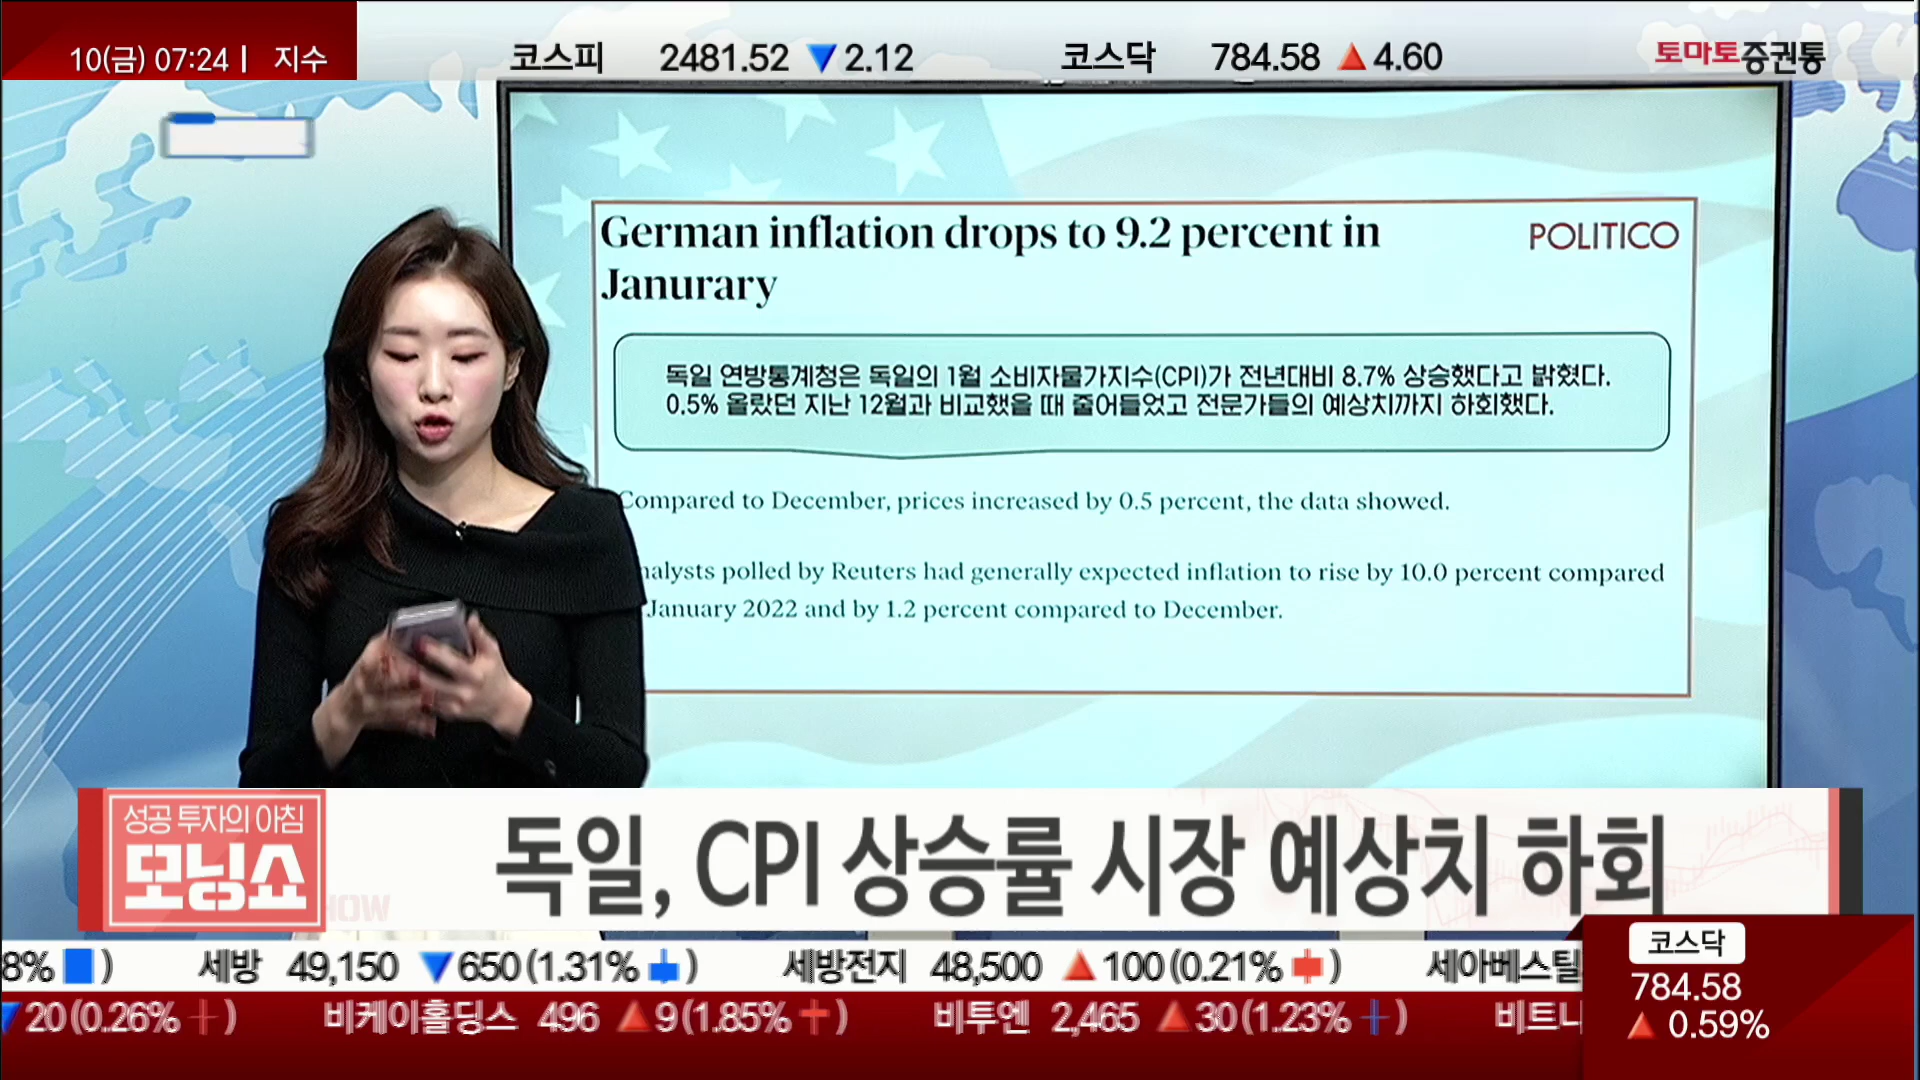 10(금) 07:24 | 지수
코스피 2481.52 ▼ 2.12 코스닥 784.58 ▲ 4.60
토마토증권통
German inflation drops to 9.2 percent in
Janurary
POLITICO
독일 연방통계청은 독일의 1월 소비자물가지수(CPI)가 전년대비 8.7% 상승했다고 밝혔다.
0.5% 올랐던 지난 12월과 비교했을 때 줄어들었고 전문가들의 예상치까지 하회했다.
Compared to December, prices increased by 0.5 percent, the data showed.
nalysts polled by Reuters had generally expected inflation to rise by 10.0 percent compared
January 2022 and by 1.2 percent compared to December.
성공 투자의 아침
모닝쇼
독일, CPI 상승률 시장 예상치 하회
8% ) 세방 49,150 ▼ 650 (1.31% ) 세방전지 48,500 ▲ 100 (0.21% ) 세아베스틸
▼ 20 (0.26% ) 비케이홀딩스 496 ▲ 9 (1.85% ) 비투엔 2,465 ▲ 30 (1.23% ) 비트나
코스닥
784.58
▲ 0.59%